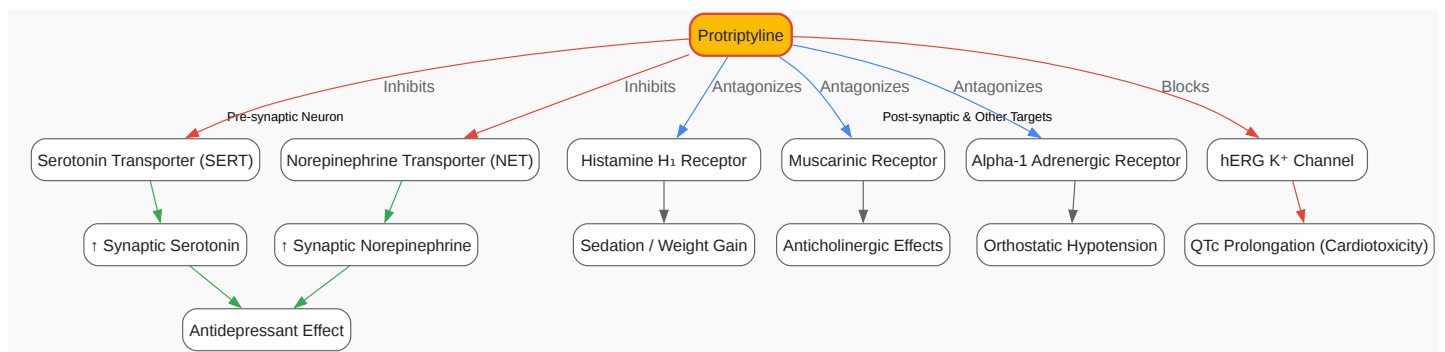 Protriptyline
Inhibits
Inhibits
Antagonizes
Antagonizes
Antagonizes
Blocks
Pre-synaptic Neuron
Post-synaptic & Other Targets
Serotonin Transporter (SERT)
Norepinephrine Transporter (NET)
Histamine H₁ Receptor
Muscarinic Receptor
Alpha-1 Adrenergic Receptor
hERG K⁺ Channel
↑ Synaptic Serotonin
↑ Synaptic Norepinephrine
Sedation / Weight Gain
Anticholinergic Effects
Orthostatic Hypotension
QTc Prolongation (Cardiotoxicity)
Antidepressant Effect